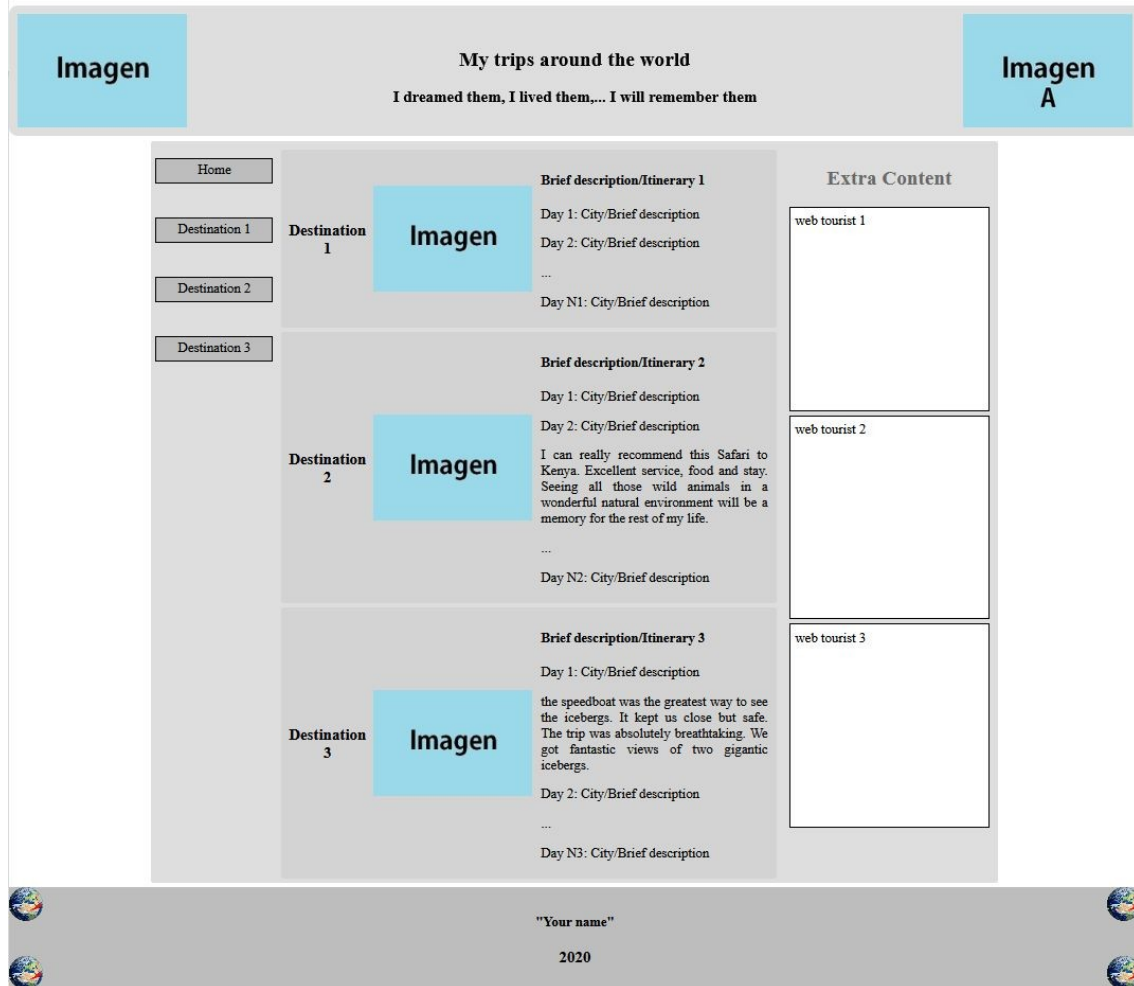 Imagen
My trips around the world
I dreamed them, I lived them,... I will remember them
Imagen
A
Home
Destination 1
Destination 2
Destination 3
Destination
1
Imagen
Brief description/Itinerary 1
Day 1: City/Brief description
Day 2: City/Brief description
...
Day N1: City/Brief description
Destination
2
Imagen
Brief description/Itinerary 2
Day 1: City/Brief description
Day 2: City/Brief description
I can really recommend this Safari to
Kenya. Excellent service, food and stay.
Seeing all those wild animals in a
wonderful natural environment will be a
memory for the rest of my life.
...
Day N2: City/Brief description
Destination
3
Imagen
Brief description/Itinerary 3
Day 1: City/Brief description
the speedboat was the greatest way to see
the icebergs. It kept us close but safe.
The trip was absolutely breathtaking. We
got fantastic views of two gigantic
icebergs.
Day 2: City/Brief description
...
Day N3: City/Brief description
Extra Content
web tourist 1
web tourist 2
web tourist 3
"Your name"
2020